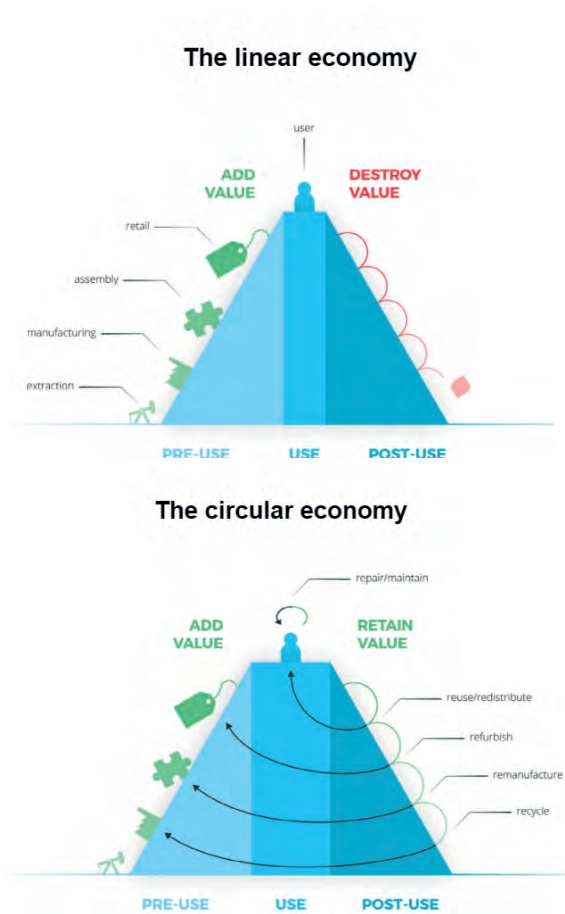 The linear economy
user
ADD
VALUE
DESTROY
VALUE
retail
assembly
manufacturing
extraction
PRE-USE
USE
POST-USE
The circular economy
repair/maintain
ADD
VALUE
RETAIN
VALUE
reuse/redistribute
refurbish
remanufacture
recycle
PRE-USE
USE
POST-USE